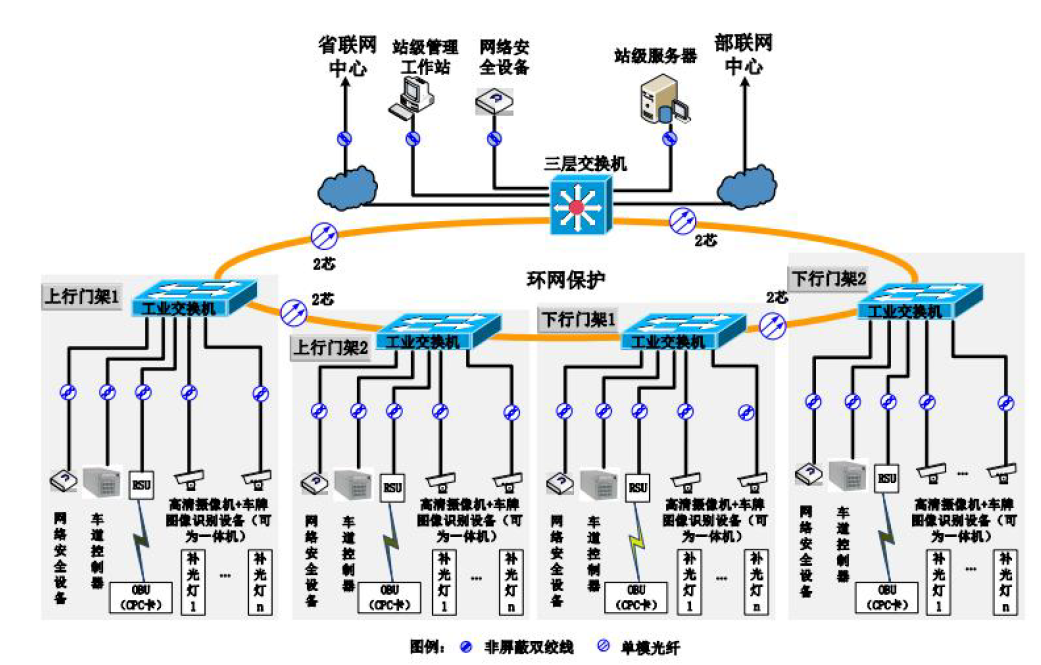 省联网
中心
站级管理
工作站
网络安
全设备
站级服务器
部联网
中心
三层交换机
2芯
2芯
环网保护
上行门架1
工业交换机
2芯
上行门架2
工业交换机
下行门架1
工业交换机
2芯
下行门架2
工业交换机
网络安全设备
车道控制器
RSU
高清摄像机+车牌
图像识别设备（可
为一体机）
OBU
（CPC卡）
补光灯1
...
补光灯n
网络安全设备
车道控制器
RSU
高清摄像机+车牌
图像识别设备（可
为一体机）
OBU
（CPC卡）
补光灯1
...
补光灯n
网络安全设备
车道控制器
RSU
高清摄像机+车牌
图像识别设备（可
为一体机）
OBU
（CPC卡）
补光灯1
...
补光灯n
网络安全设备
车道控制器
RSU
...
高清摄像机+车牌
图像识别设备（可
为一体机）
OBU
（CPC卡）
补光灯1
...
补光灯n
图例： 非屏蔽双绞线 单模光纤